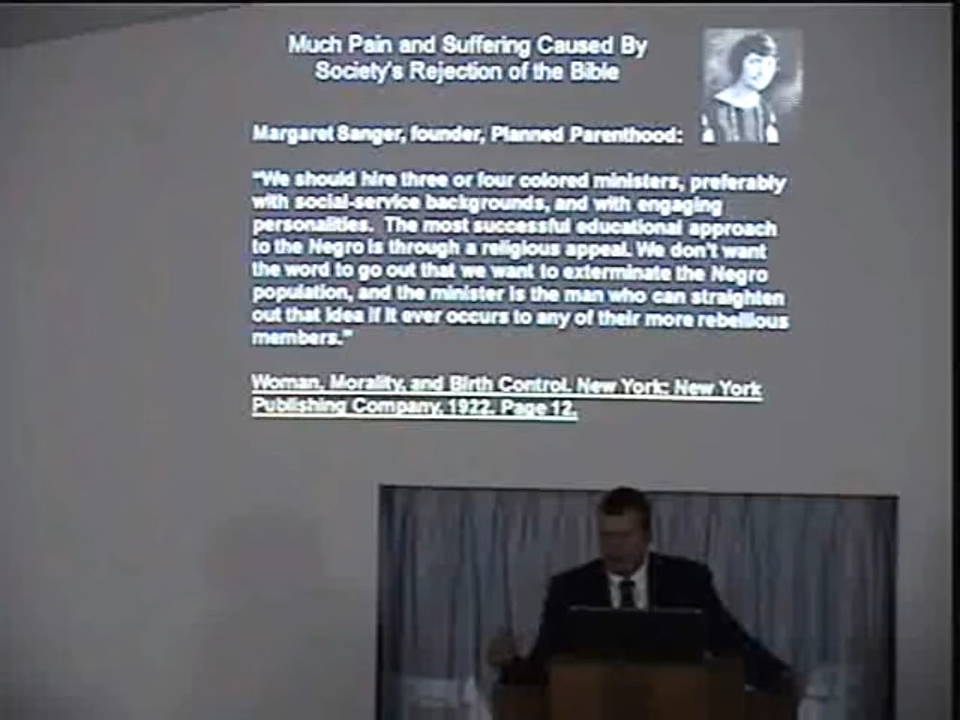 Much Pain and Suffering Caused By
Society's Rejection of the Bible
Margaret Sanger, founder, Planned Parenthood:
"We should hire three or four colored ministers, preferably
with social-service backgrounds, and with engaging
personalities. The most successful educational approach
to the Negro is through a religious appeal. We don't want
the word to go out that we want to exterminate the Negro
population, and the minister is the man who can straighten
out that idea if it ever occurs to any of their more rebellious
members."
Woman, Morality, and Birth Control. New York: New York
Publishing Company, 1922. Page 12.